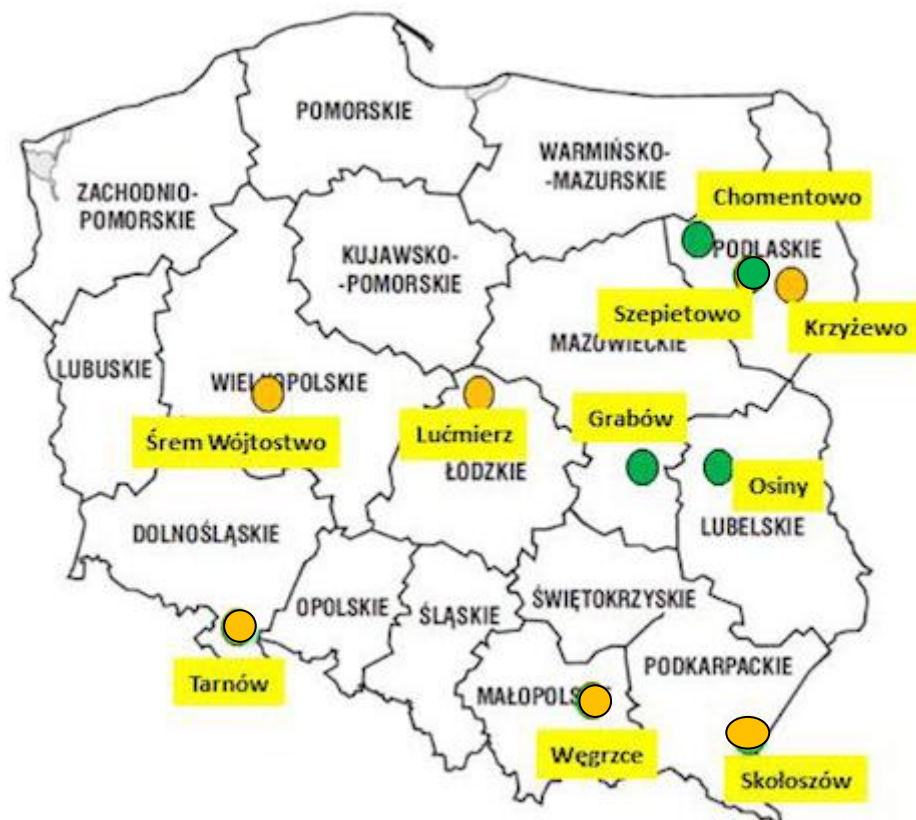 POMORSKIE
WARMIŃSKO-
-MAZURSKIE
ZACHODNIO-
POMORSKIE
Chomentowo
KUJAWSKO-
-POMORSKIE
PODLASKIE
Szepietowo
Krzyżewo
MAZOWIECKIE
LUBUSKIE
WIELKOPOLSKIE
Grabów
Śrem Wójtostwo
Lućmierz
ŁÓDZKIE
Osiny
DOLNOŚLĄSKIE
LUBELSKIE
OPOLSKIE
ŚLĄSKIE
ŚWIĘTOKRZYSKIE
PODKARPACKIE
Tarnów
MAŁOPOLSKIE
Węgrzce
Skołoszów